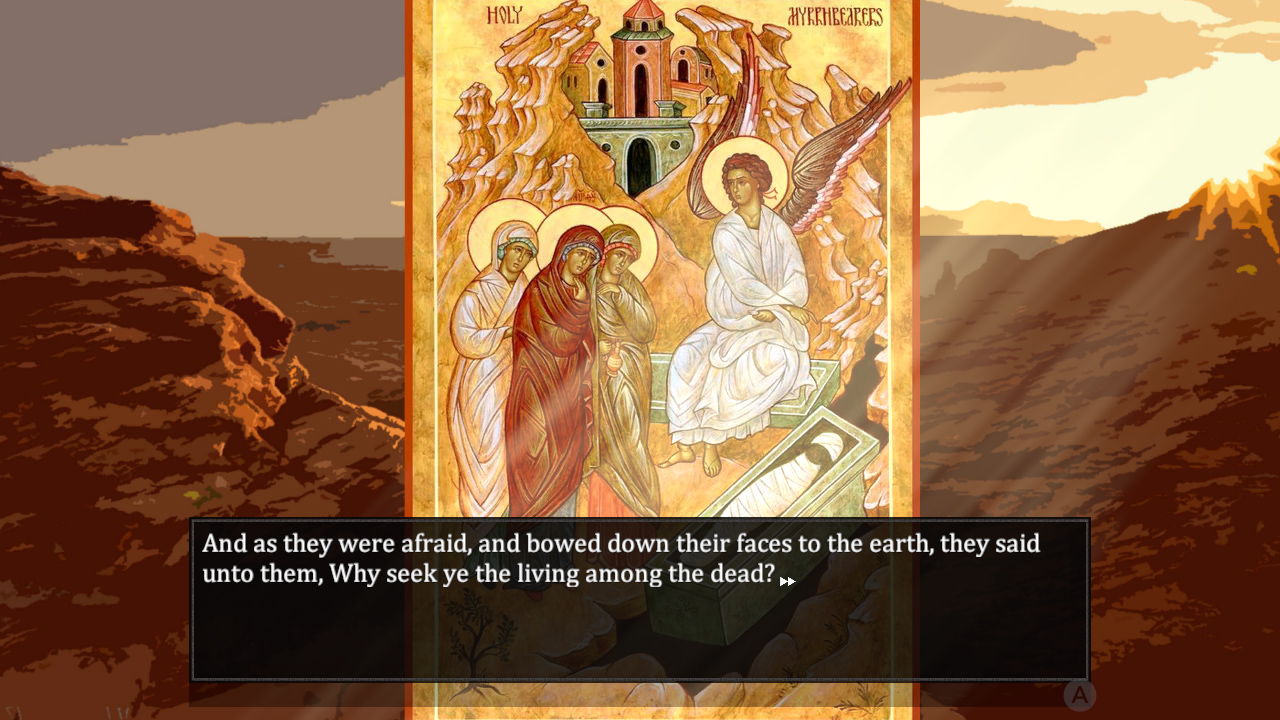 HOLY MYRRHBEARERS
And as they were afraid, and bowed down their faces to the earth, they said
unto them, Why seek ye the living among the dead?
A